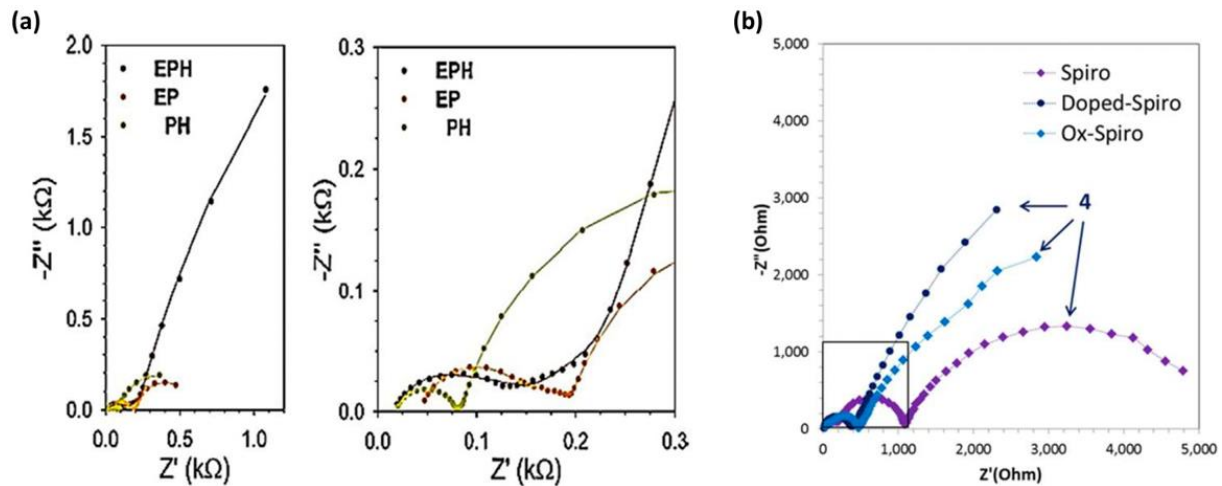 (a)
2.0
1.5
1.0
0.5
0.0
-Z'' (kΩ)
EPH
EP
PH
0.0 0.5 1.0
Z' (kΩ)
0.3
0.2
0.1
0.0
-Z'' (kΩ)
EPH
EP
PH
0.0 0.1 0.2 0.3
Z' (kΩ)
(b)
5,000
4,000
3,000
2,000
1,000
0
-Z''(Ohm)
Spiro
Doped-Spiro
Ox-Spiro
4
0 1,000 2,000 3,000 4,000 5,000
Z'(Ohm)